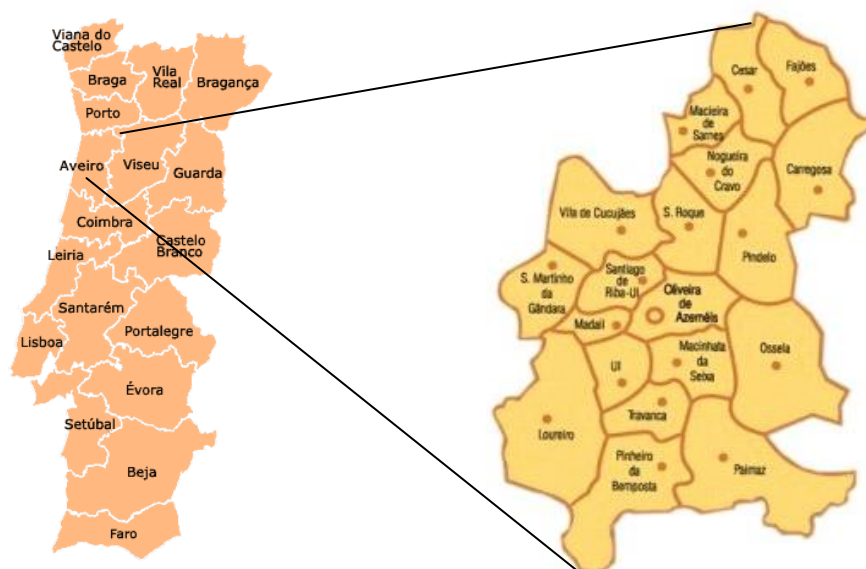 Viana do
Castelo
Braga
Vila
Real
Bragança
Porto
Aveiro
Viseu
Guarda
Coimbra
Castelo
Branco
Leiria
Santarém
Lisboa
Portalegre
Évora
Setúbal
Beja
Faro
Cesar
Fajões
Macieira
de
Sarnes
Nogueira
do
Cravo
Carregosa
Vila de Cucujães
S. Roque
Pindelo
S. Martinho
da
Gândara
Santiago
de
Riba-Ul
Oliveira
de
Azeméis
Madail
Ul
Macinhata
da
Seixa
Ossela
Travanca
Loureiro
Pinheiro
da
Bemposta
Palmaz